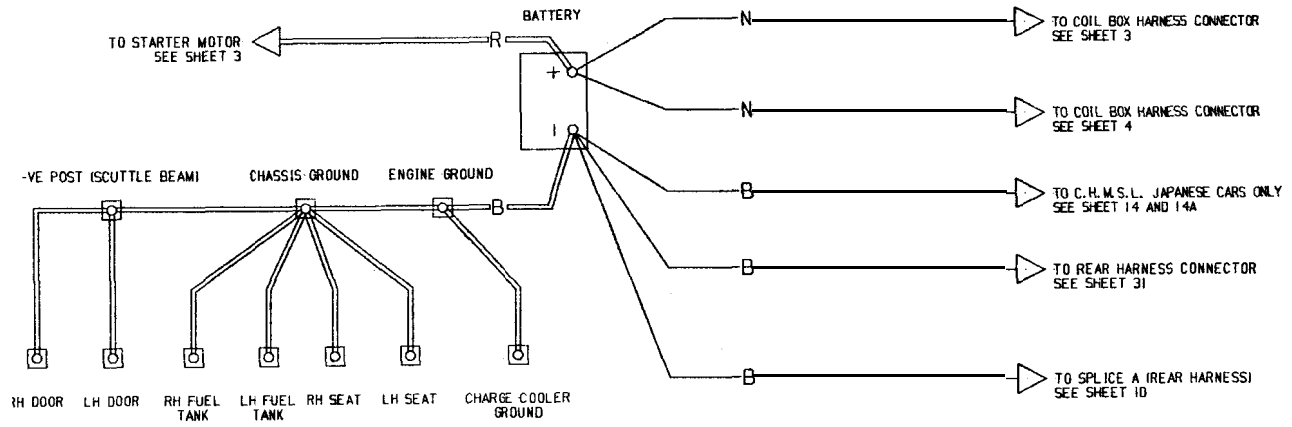 BATTERY
TO STARTER MOTOR
SEE SHEET 3
R
N
TO COIL BOX HARNESS CONNECTOR
SEE SHEET 3
+
N
TO COIL BOX HARNESS CONNECTOR
SEE SHEET 4
-VE POST (SCUTTLE BEAM)
CHASSIS GROUND
ENGINE GROUND
B
B
TO C.H.M.S.L. JAPANESE CARS ONLY
SEE SHEET 14 AND 14A
B
TO REAR HARNESS CONNECTOR
SEE SHEET 31
B
TO SPLICE A (REAR HARNESS)
SEE SHEET 1D
RH DOOR
LH DOOR
RH FUEL
TANK
LH FUEL
TANK
RH SEAT
LH SEAT
CHARGE COOLER
GROUND